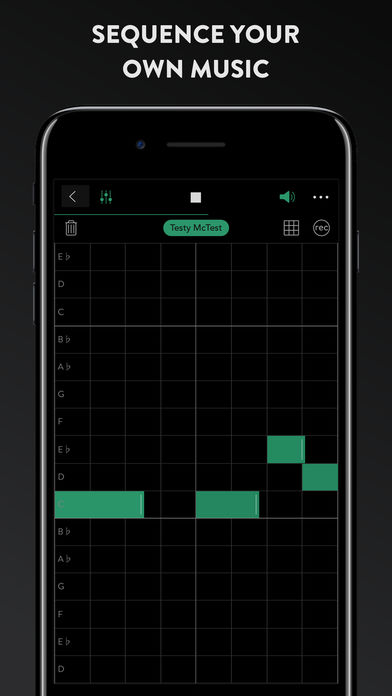 SEQUENCE YOUR
OWN MUSIC
Testy McTest
rec
E♭
D
C
B♭
A♭
G
F
E♭
D
C
B♭
A♭
G
F
E♭
D